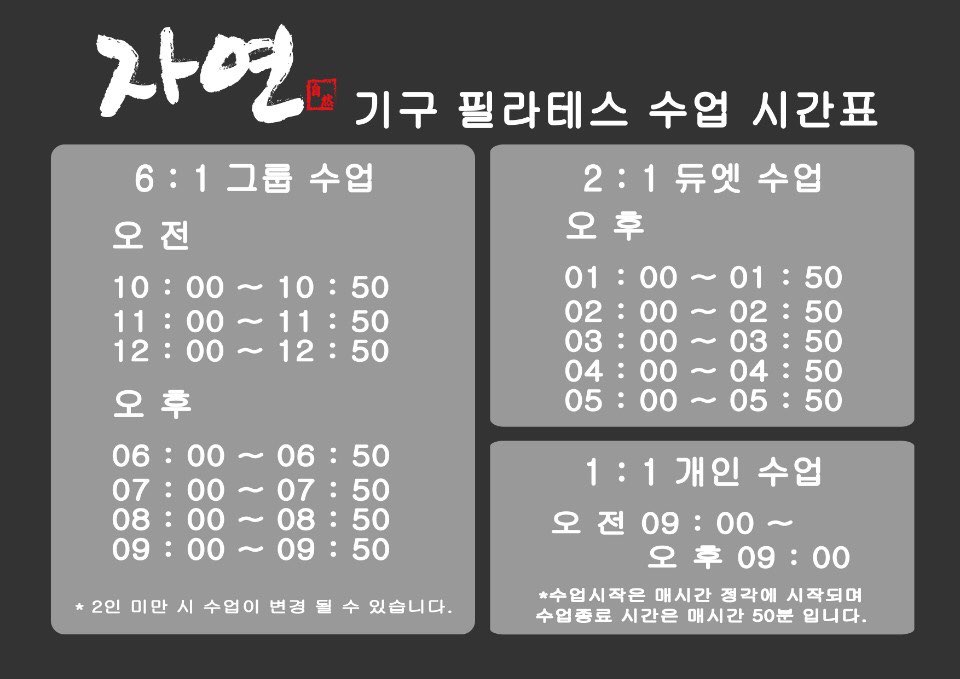 자연
自然
기구 필라테스 수업 시간표
6 : 1 그룹 수업
오 전
10 : 00 ~ 10 : 50
11 : 00 ~ 11 : 50
12 : 00 ~ 12 : 50
오 후
06 : 00 ~ 06 : 50
07 : 00 ~ 07 : 50
08 : 00 ~ 08 : 50
09 : 00 ~ 09 : 50
* 2인 미만 시 수업이 변경 될 수 있습니다.
2 : 1 듀엣 수업
오 후
01 : 00 ~ 01 : 50
02 : 00 ~ 02 : 50
03 : 00 ~ 03 : 50
04 : 00 ~ 04 : 50
05 : 00 ~ 05 : 50
1 : 1 개인 수업
오 전 09 : 00 ~
오 후 09 : 00
*수업시작은 매시간 정각에 시작되며
수업종료 시간은 매시간 50분 입니다.